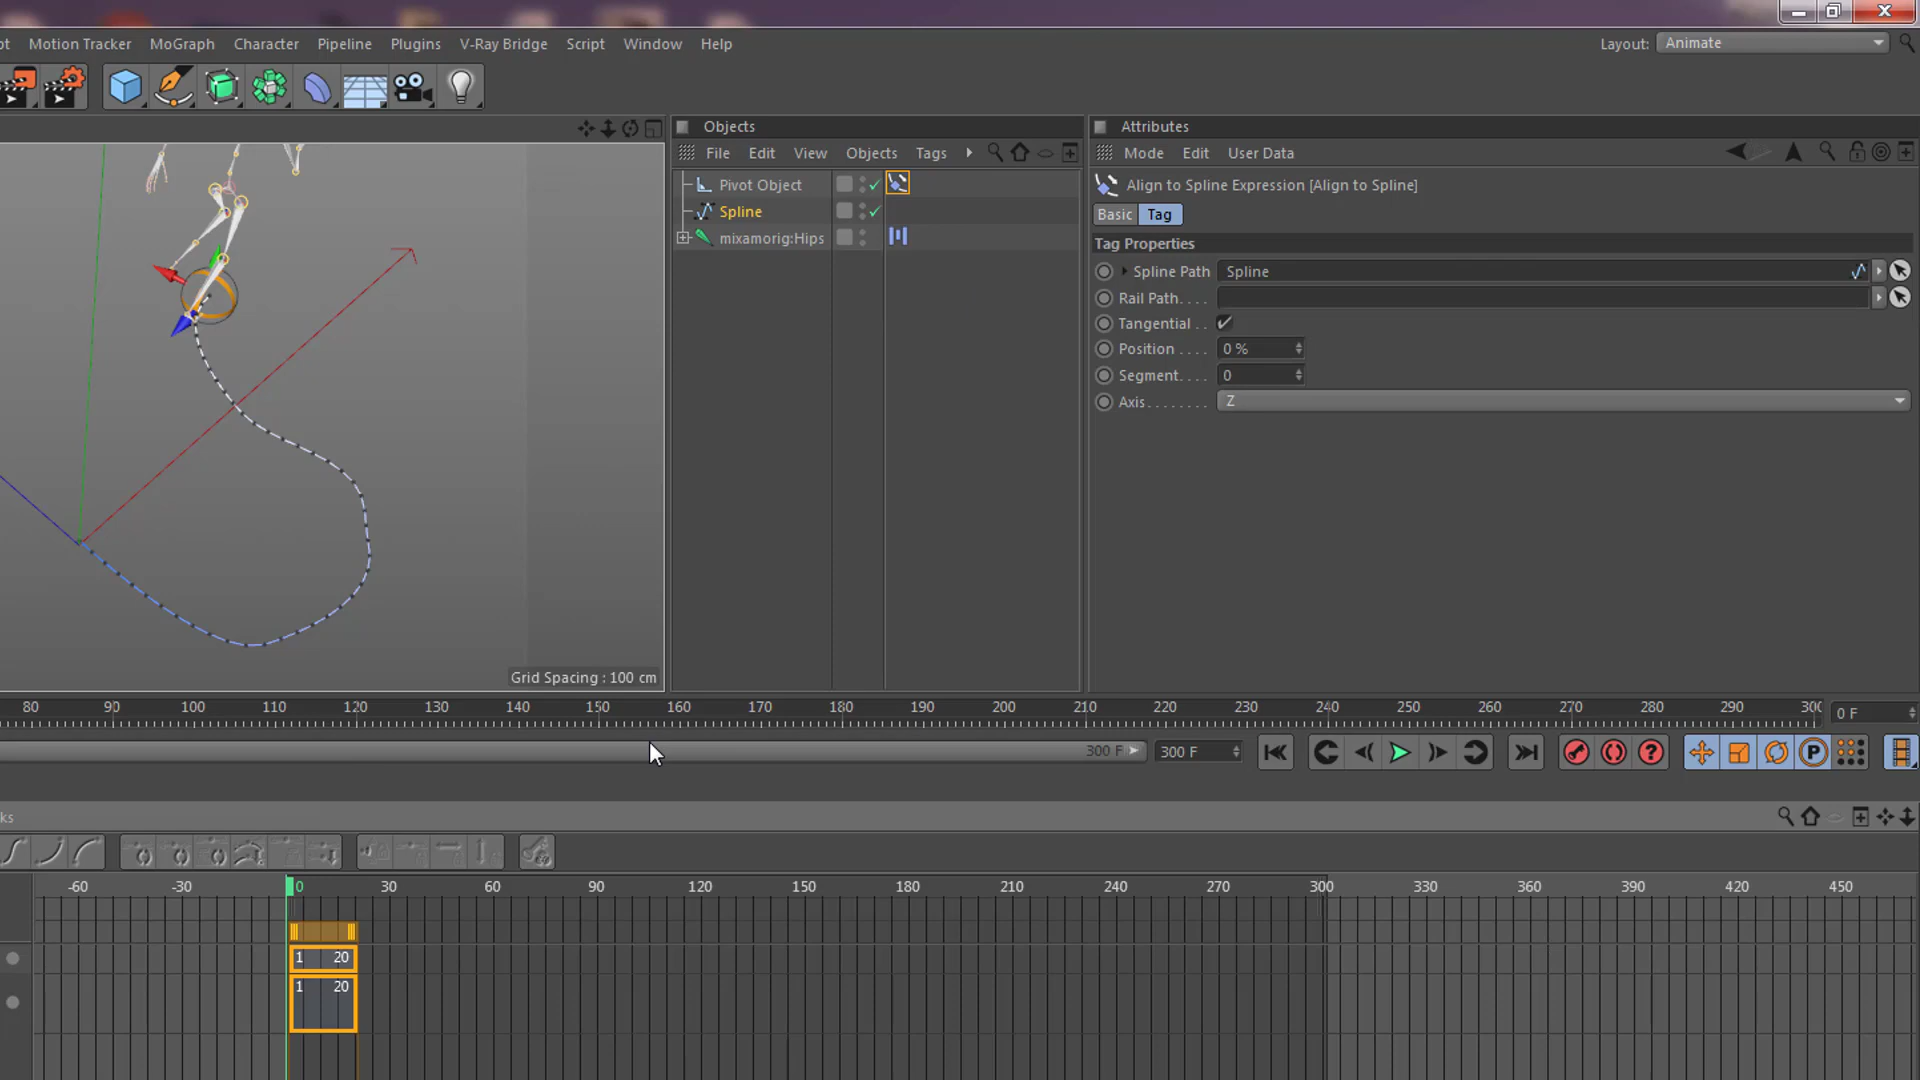 ot Motion Tracker MoGraph Character Pipeline Plugins V-Ray Bridge Script Window Help Layout: Animate
Objects
File Edit View Objects Tags
Pivot Object
Spline
mixamorig:Hips
Attributes
Mode Edit User Data
Align to Spline Expression [Align to Spline]
Basic Tag
Tag Properties
Spline Path Spline
Rail Path. . . .
Tangential . .
Position . . . . 0 %
Segment. . . . 0
Axis. . . . . . . . Z
Grid Spacing : 100 cm
80 90 100 110 120 130 140 150 160 170 180 190 200 210 220 230 240 250 260 270 280 290 300 0 F
300 F 300 F
P
ks
-60 -30 0 30 60 90 120 150 180 210 240 270 300 330 360 390 420 450
1 20
1 20